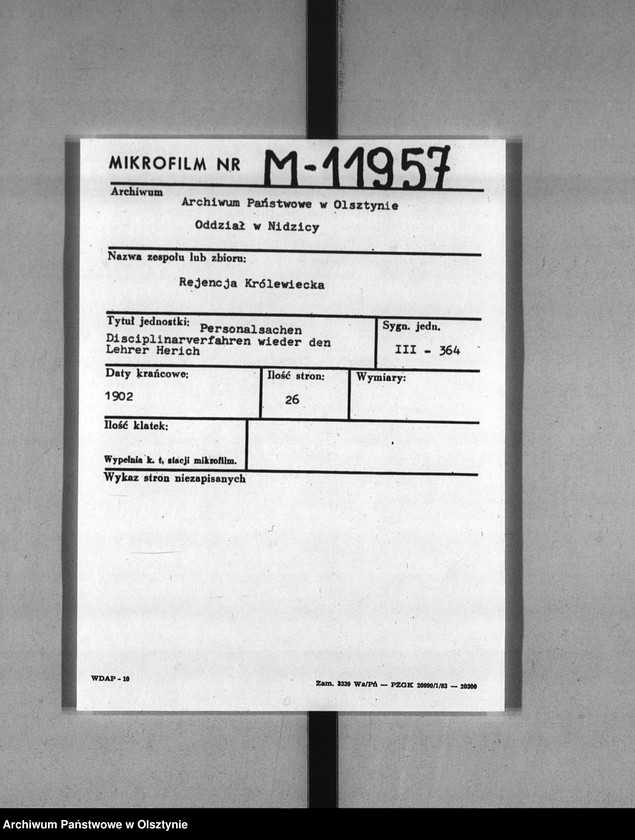 MIKROFILM NR M-11957
Archiwum
Archiwum Państwowe w Olsztynie
Oddział w Nidzicy
Nazwa zespołu lub zbioru:
Rejencja Królewiecka
Tytuł jednostki: Personalsachen
Disciplinarverfahren wieder den
Lehrer Herich
Sygn. jedn.
III - 364
Daty krańcowe:
1902
Ilość stron:
26
Wymiary:
Ilość klatek:
Wypełnia k. t. stacji mikrofilm.
Wykaz stron niezapisanych
WDAP - 10
Zam. 3339 Wa/Pń — PZGK 20000/1/83 — 20300
Archiwum Państwowe w Olsztynie